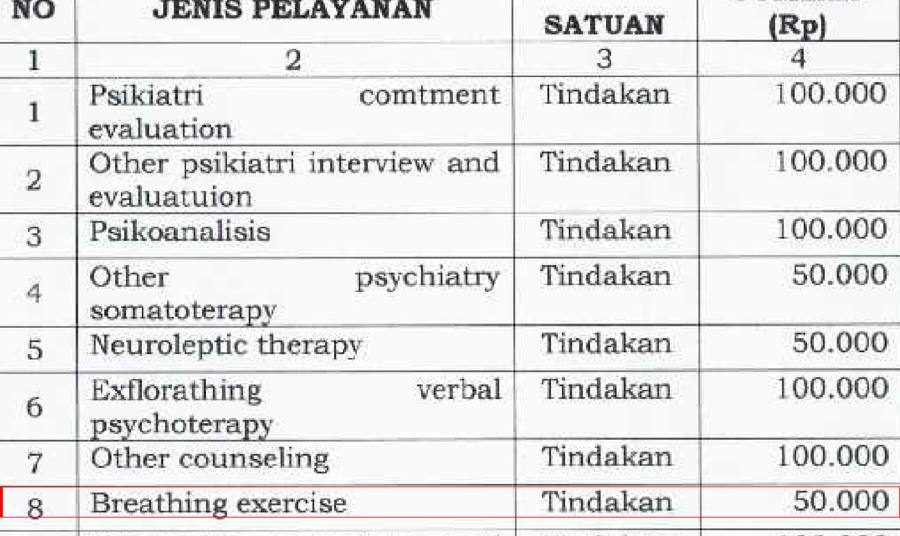 NO JENIS PELAYANAN SATUAN (Rp)
1 2 3 4
1 Psikiatri comtment Tindakan 100.000
evaluation
2 Other psikiatri interview and Tindakan 100.000
evaluatuion
3 Psikoanalisis Tindakan 100.000
4 Other psychiatry Tindakan 50.000
somatoterapy
5 Neuroleptic therapy Tindakan 50.000
6 Exflorathing verbal Tindakan 100.000
psychoterapy
7 Other counseling Tindakan 100.000
8 Breathing exercise Tindakan 50.000